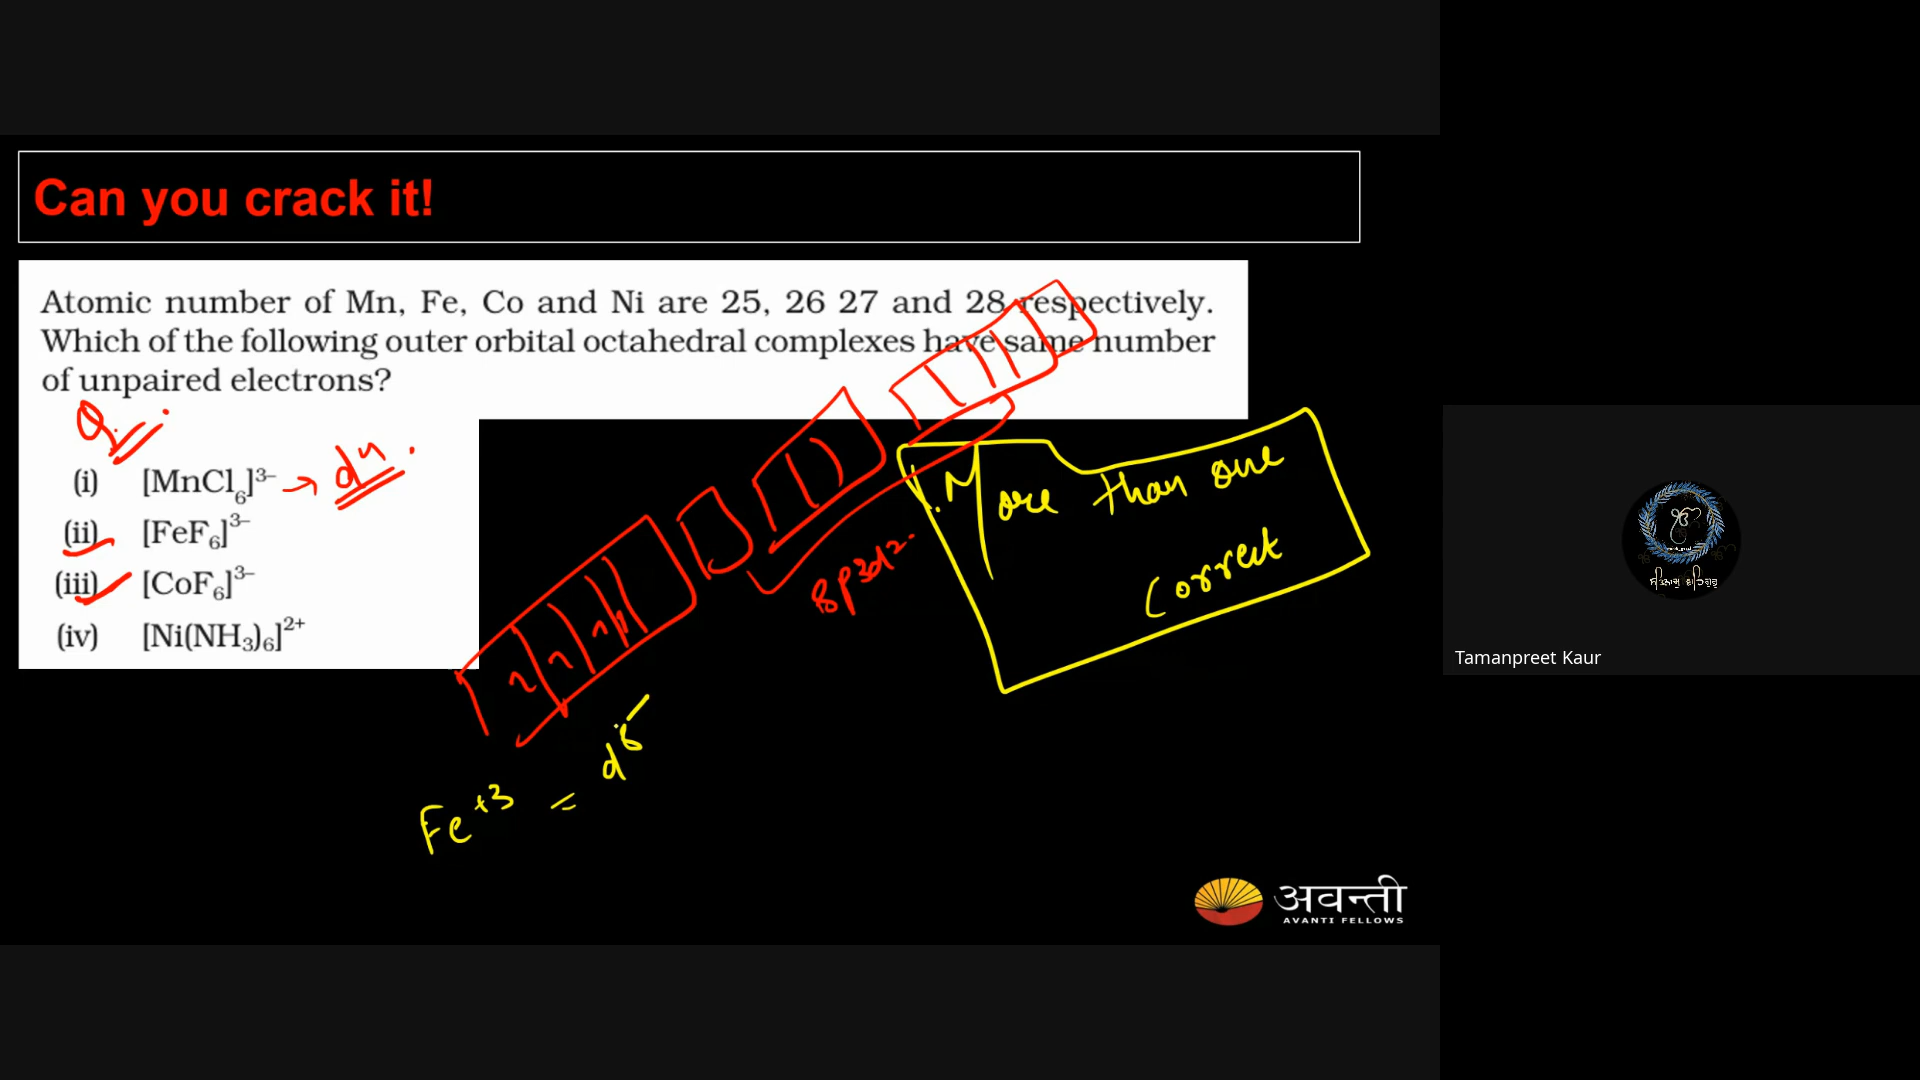 Can you crack it!
Atomic number of Mn, Fe, Co and Ni are 25, 26 27 and 28 respectively.
Which of the following outer orbital octahedral complexes have same number
of unpaired electrons?
Q.
(i) [MnCl₆]³⁻ → d⁴.
(ii) [FeF₆]³⁻
(iii) [CoF₆]³⁻
(iv) [Ni(NH₃)₆]²⁺
sp³d²
More than one
Correct
Fe⁺³ =
अवन्ती
AVANTI FELLOWS
Tamanpreet Kaur